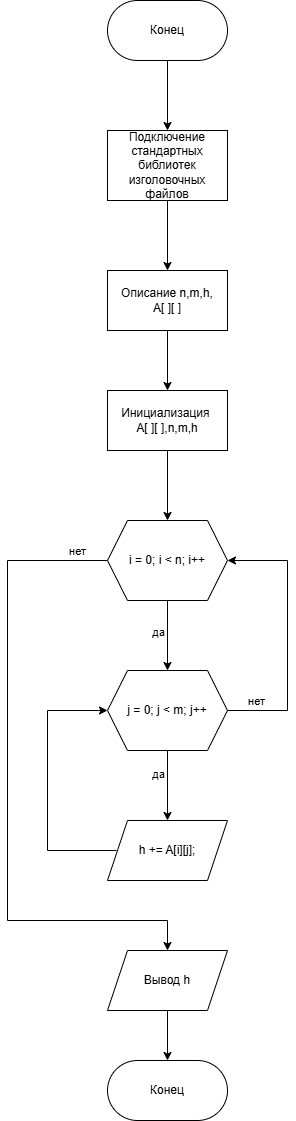 Конец
Подключение
стандартных
библиотек
изголовочных
файлов
Описание n,m,h,
A[ ][ ]
Инициализация
A[ ][ ],n,m,h
нет
i = 0; i < n; i++
да
j = 0; j < m; j++
нет
да
h += A[i][j];
Вывод h
Конец